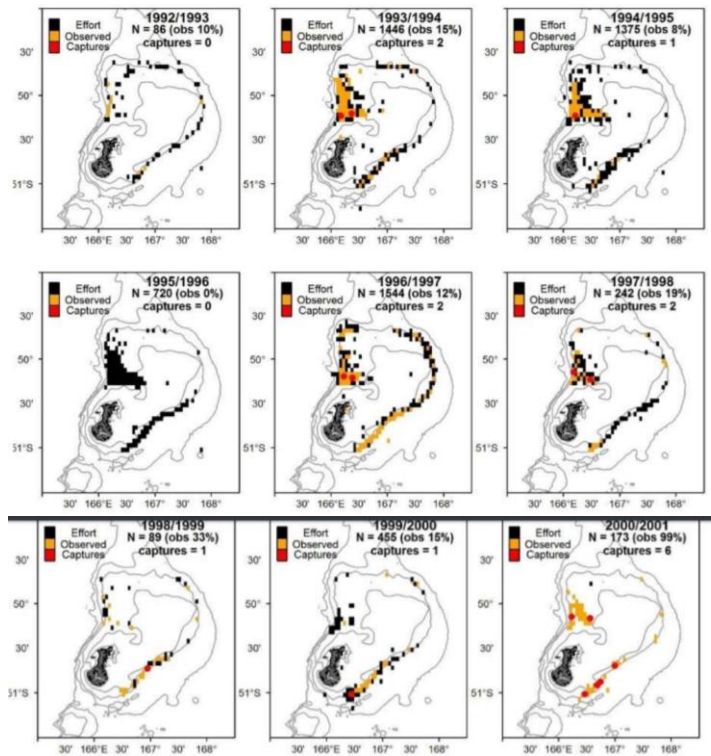 1992/1993
Effort N = 86 (obs 10%)
Observed captures = 0
Captures
30'
50°
30'
51°S
30' 166°E 30' 167° 168°
1993/1994
Effort N = 1446 (obs 15%)
Observed captures = 2
Captures
30'
50°
30'
51°S
30' 166°E 30' 167° 168°
1994/1995
Effort N = 1375 (obs 8%)
Observed captures = 1
Captures
30'
50°
30'
51°S
30' 166°E 30' 167° 168°
1995/1996
Effort N = 720 (obs 0%)
Observed captures = 0
Captures
30'
50°
30'
51°S
30' 166°E 30' 167° 168°
1996/1997
Effort N = 1544 (obs 12%)
Observed captures = 2
Captures
30'
50°
30'
51°S
30' 166°E 30' 167° 168°
1997/1998
Effort N = 242 (obs 19%)
Observed captures = 2
Captures
30'
50°
30'
51°S
30' 166°E 30' 167° 168°
1998/1999
Effort N = 89 (obs 33%)
Observed captures = 1
Captures
30'
50°
30'
51°S
30' 166°E 30' 167 168°
1999/2000
Effort N = 455 (obs 15%)
Observed captures = 1
Captures
30'
50°
30'
51°S
30' 166°E 30' 167 168°
2000/2001
Effort N = 173 (obs 99%)
Observed captures = 6
Captures
30'
50°
30'
51°S
30' 166°E 30' 167 168°